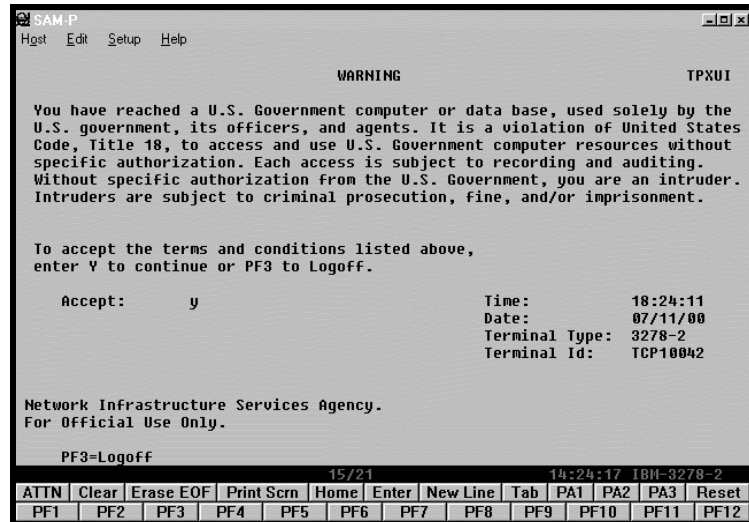 SAM-P
Host Edit Setup Help
WARNING TPXUI
You have reached a U.S. Government computer or data base, used solely by the
U.S. government, its officers, and agents. It is a violation of United States
Code, Title 18, to access and use U.S. Government computer resources without
specific authorization. Each access is subject to recording and auditing.
Without specific authorization from the U.S. Government, you are an intruder.
Intruders are subject to criminal prosecution, fine, and/or imprisonment.
To accept the terms and conditions listed above,
enter Y to continue or PF3 to Logoff.
Accept: y Time: 18:24:11
Date: 07/11/00
Terminal Type: 3278-2
Terminal Id: TCP10042
Network Infrastructure Services Agency.
For Official Use Only.
PF3=Logoff
15/21 14:24:17 IBM-3278-2
ATTN Clear Erase EOF Print Scrn Home Enter New Line Tab PA1 PA2 PA3 Reset
PF1 PF2 PF3 PF4 PF5 PF6 PF7 PF8 PF9 PF10 PF11 PF12